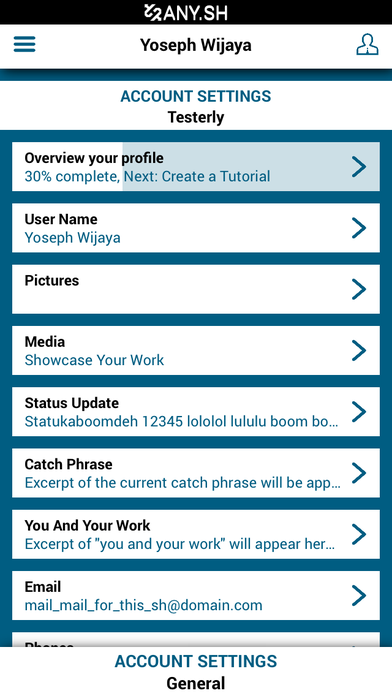 ANY.SH
Yoseph Wijaya
ACCOUNT SETTINGS
Testerly
Overview your profile
30% complete, Next: Create a Tutorial
User Name
Yoseph Wijaya
Pictures
Media
Showcase Your Work
Status Update
Statukaboomdeh 12345 lololol lululu boom bo...
Catch Phrase
Excerpt of the current catch phrase will be app...
You And Your Work
Excerpt of "you and your work" will appear her...
Email
mail_mail_for_this_sh@domain.com
Phones
ACCOUNT SETTINGS
General